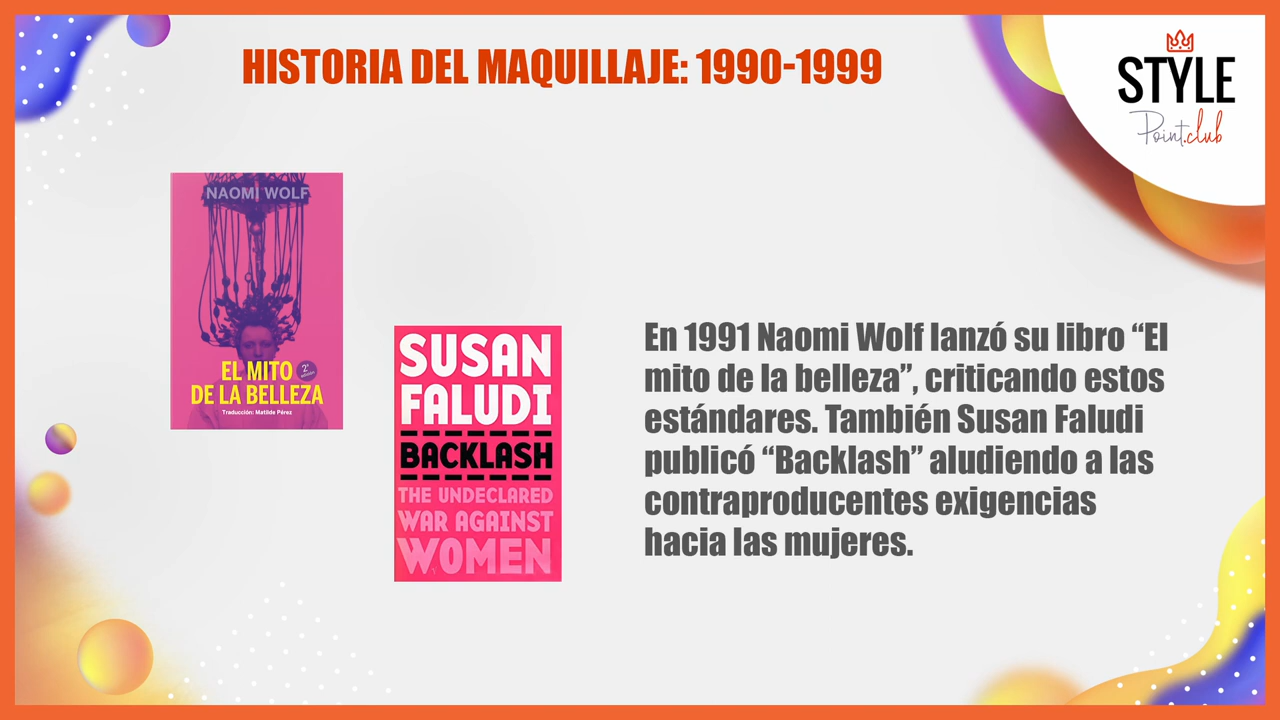 HISTORIA DEL MAQUILLAJE: 1990-1999
STYLE
Point.club
NAOMI WOLF
EL MITO
DE LA BELLEZA
2ª
Traducción: Matilde Pérez
SUSAN
FALUDI
BACKLASH
THE UNDECLARED
WAR AGAINST
WOMEN
En 1991 Naomi Wolf lanzó su libro “El
mito de la belleza”, criticando estos
estándares. También Susan Faludi
publicó “Backlash” aludiendo a las
contraproducentes exigencias
hacia las mujeres.